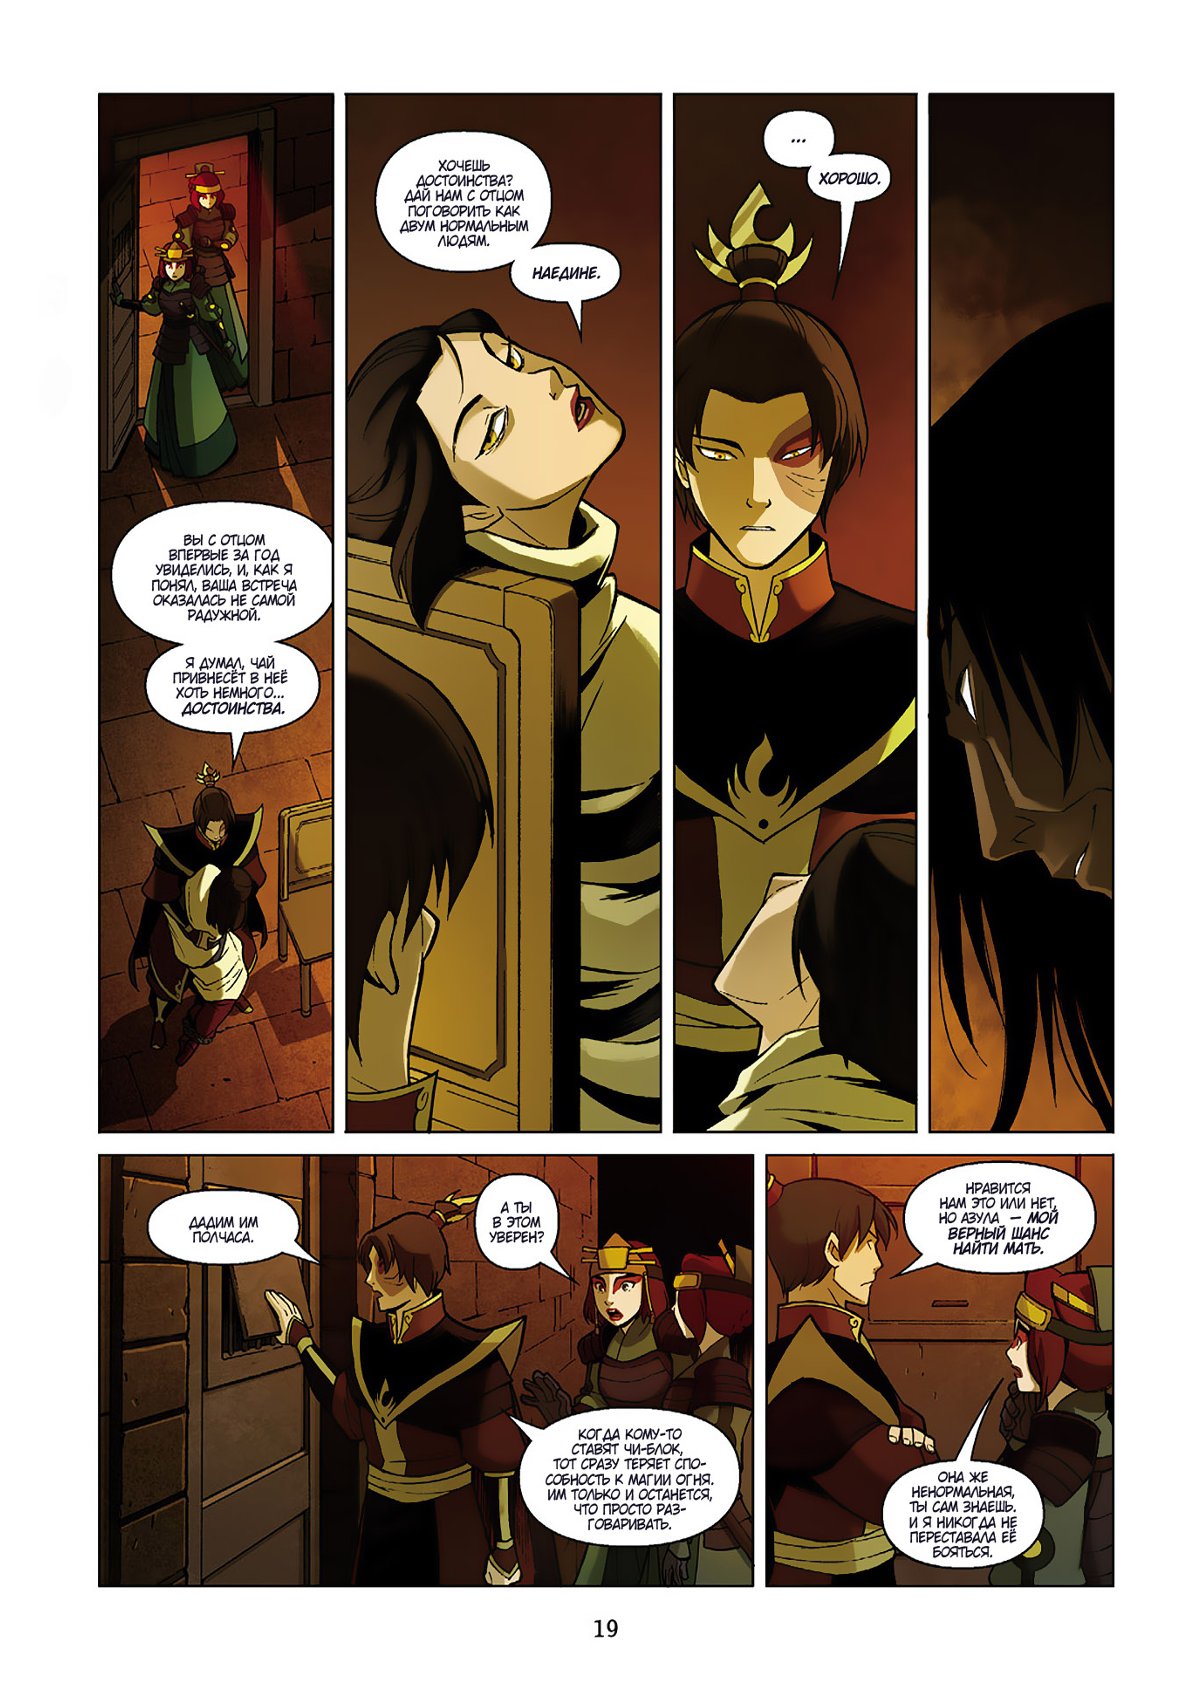 ВЫ С ОТЦОМ
ВПЕРВЫЕ ЗА ГОД
УВИДЕЛИСЬ, И, КАК Я
ПОНЯЛ, ВАША ВСТРЕЧА
ОКАЗАЛАСЬ НЕ САМОЙ
РАДУЖНОЙ.
Я ДУМАЛ, ЧАЙ
ПРИВНЕСЁТ В НЕЁ
ХОТЬ НЕМНОГО...
ДОСТОИНСТВА.
ХОЧЕШЬ
ДОСТОИНСТВА?
ДАЙ НАМ С ОТЦОМ
ПОГОВОРИТЬ КАК
ДВУМ НОРМАЛЬНЫМ
ЛЮДЯМ.
НАЕДИНЕ.
...
ХОРОШО.
ДАДИМ ИМ
ПОЛЧАСА.
А ТЫ
В ЭТОМ
УВЕРЕН?
КОГДА КОМУ-ТО
СТАВЯТ ЧИ-БЛОК,
ТОТ СРАЗУ ТЕРЯЕТ СПО-
СОБНОСТЬ К МАГИИ ОГНЯ.
ИМ ТОЛЬКО И ОСТАНЕТСЯ,
ЧТО ПРОСТО РАЗ-
ГОВАРИВАТЬ.
НРАВИТСЯ
НАМ ЭТО ИЛИ НЕТ,
НО АЗУЛА — МОЙ
ВЕРНЫЙ ШАНС
НАЙТИ МАТЬ.
ОНА ЖЕ
НЕНОРМАЛЬНАЯ,
ТЫ САМ ЗНАЕШЬ.
И Я НИКОГДА НЕ
ПЕРЕСТАВАЛА ЕЁ
БОЯТЬСЯ.
19